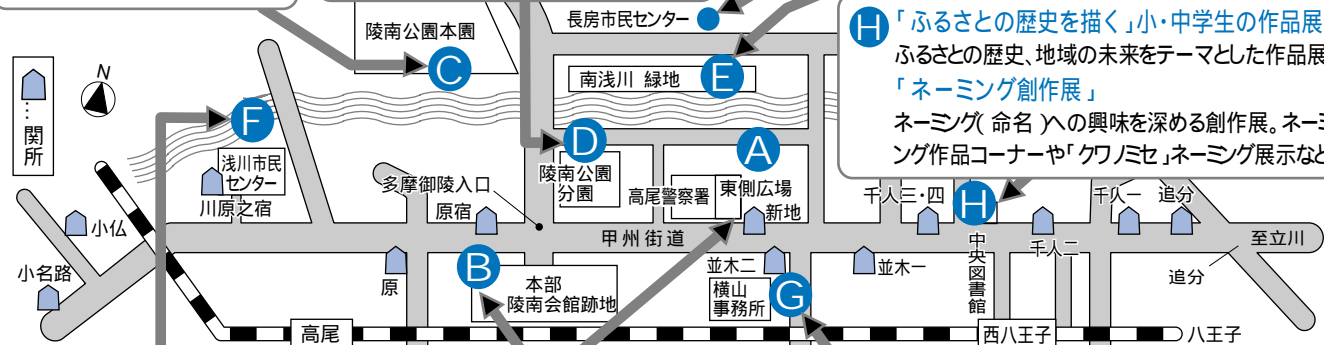 長房市民センター
H「ふるさとの歴史を描く」小・中学生の作品展
ふるさとの歴史、地域の未来をテーマとした作品展
「ネーミング創作展」
ネーミング(命名)への興味を深める創作展。ネーミ
ング作品コーナーや「クワノミセ」ネーミング展示など
陵南公園本園
C
南浅川 緑地
E
N
…関所
F
浅川市民
センター
川原之宿
D
陵南公園
分園
A
高尾警察署
東側広場
新地
多摩御陵入口
原宿
千人三・四
H
千人一
追分
小仏
甲州街道
中央図書館
千人二
至立川
小名路
原
B
本部
陵南会館跡地
並木二
横山
事務所
G
並木一
追分
高尾
西八王子
八王子